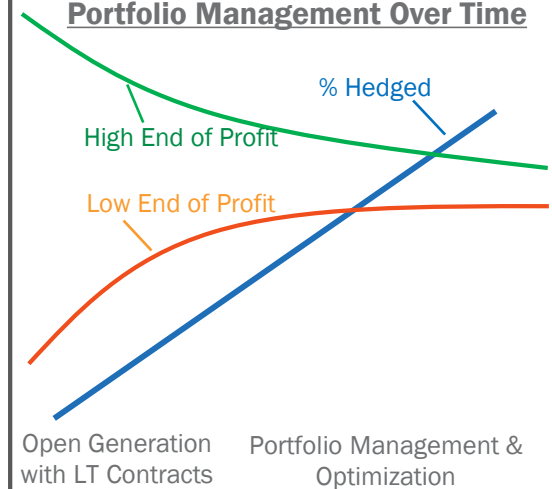 Portfolio Management Over Time
% Hedged
High End of Profit
Low End of Profit
Open Generation
with LT Contracts
Portfolio Management &
Optimization